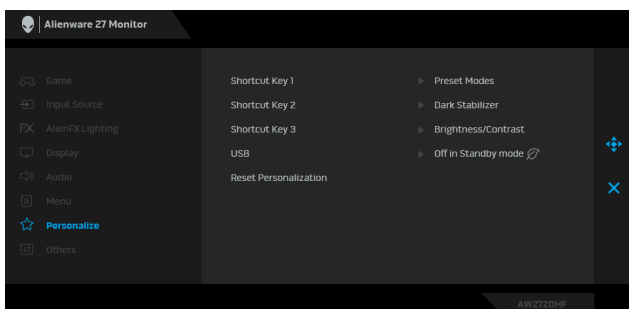 Alienware 27 Monitor
Game
Shortcut Key 1 Preset Modes
Input Source
Shortcut Key 2 Dark Stabilizer
AlienFX Lighting
Shortcut Key 3 Brightness/Contrast
Display
USB Off in Standby mode
Audio
Reset Personalization
Menu
Personalize
Others
AW2720HF